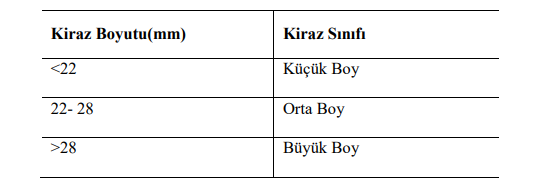 Kiraz Boyutu(mm) Kiraz Sınıfı
<22 Küçük Boy
22- 28 Orta Boy
>28 Büyük Boy